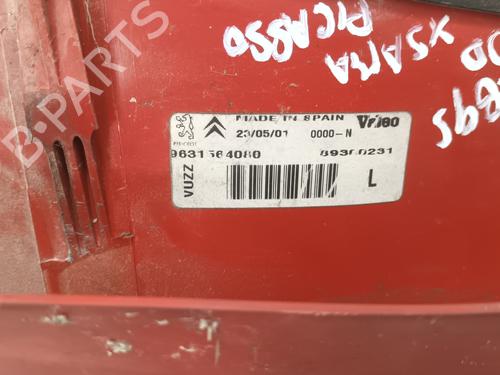 PICASSO
XSARA
MADE IN SPAIN Valeo
23/05/01 0000-N
9631564080 89300231
VUZZ
L
B-PARTS